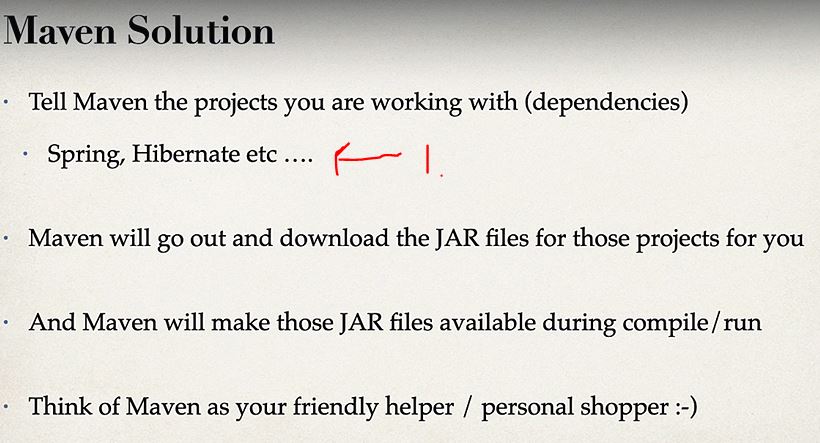 Maven Solution
· Tell Maven the projects you are working with (dependencies)
· Spring, Hibernate etc .... ← 1.
· Maven will go out and download the JAR files for those projects for you
· And Maven will make those JAR files available during compile/run
· Think of Maven as your friendly helper / personal shopper :-)